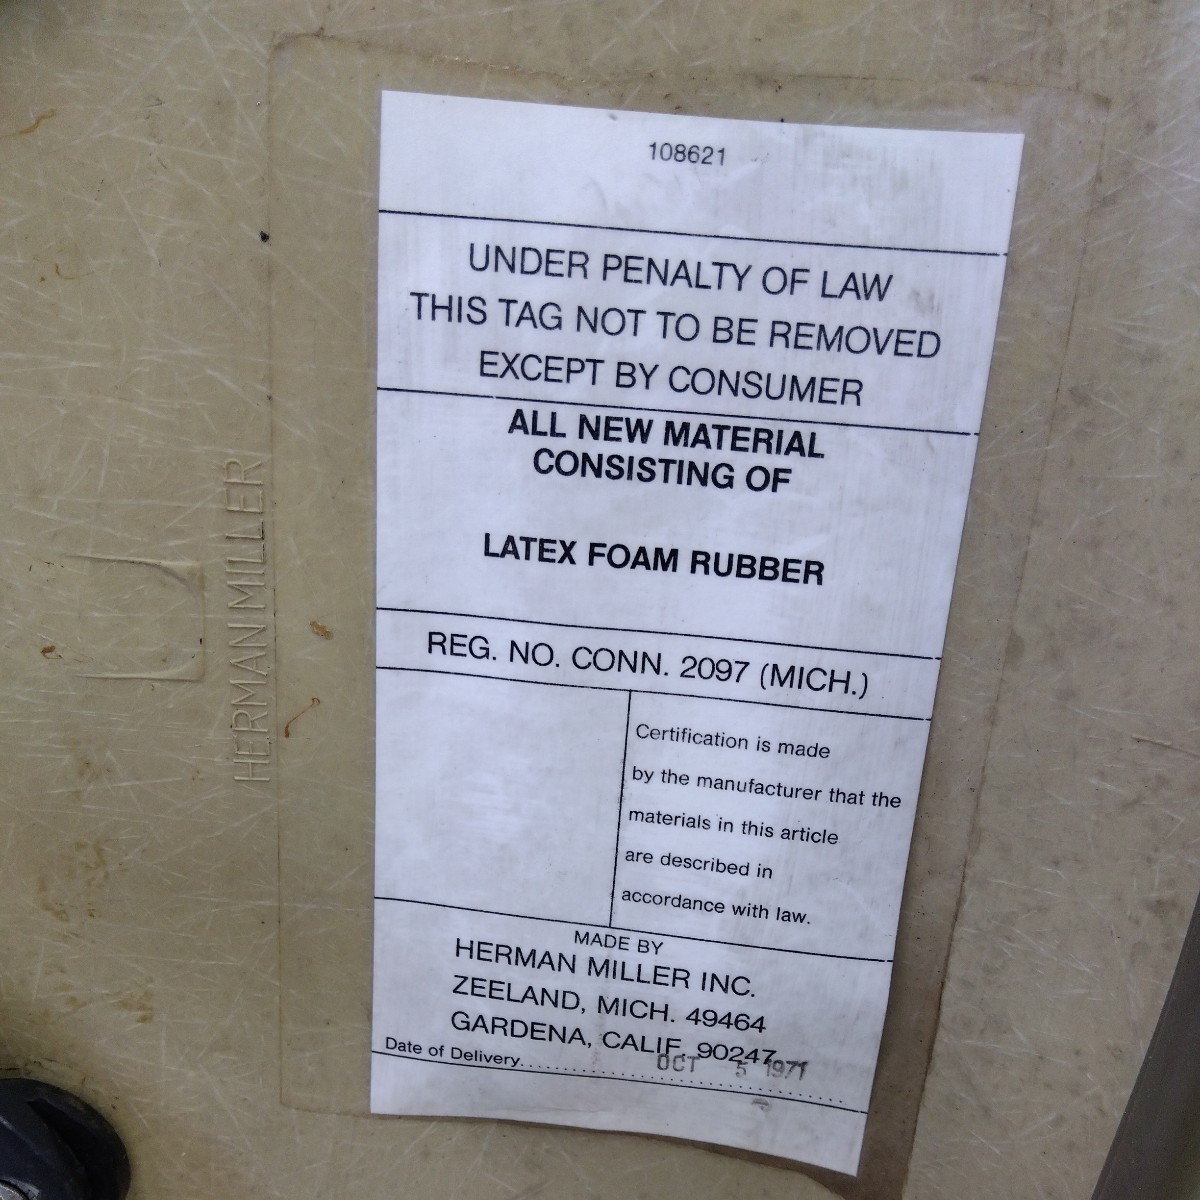 108621
UNDER PENALTY OF LAW
THIS TAG NOT TO BE REMOVED
EXCEPT BY CONSUMER
ALL NEW MATERIAL
CONSISTING OF
LATEX FOAM RUBBER
REG. NO. CONN. 2097 (MICH.)
Certification is made
by the manufacturer that the
materials in this article
are described in
accordance with law.
MADE BY
HERMAN MILLER INC.
ZEELAND, MICH. 49464
GARDENA, CALIF. 90247
Date of Delivery OCT 5 1971
HERMAN MILLER